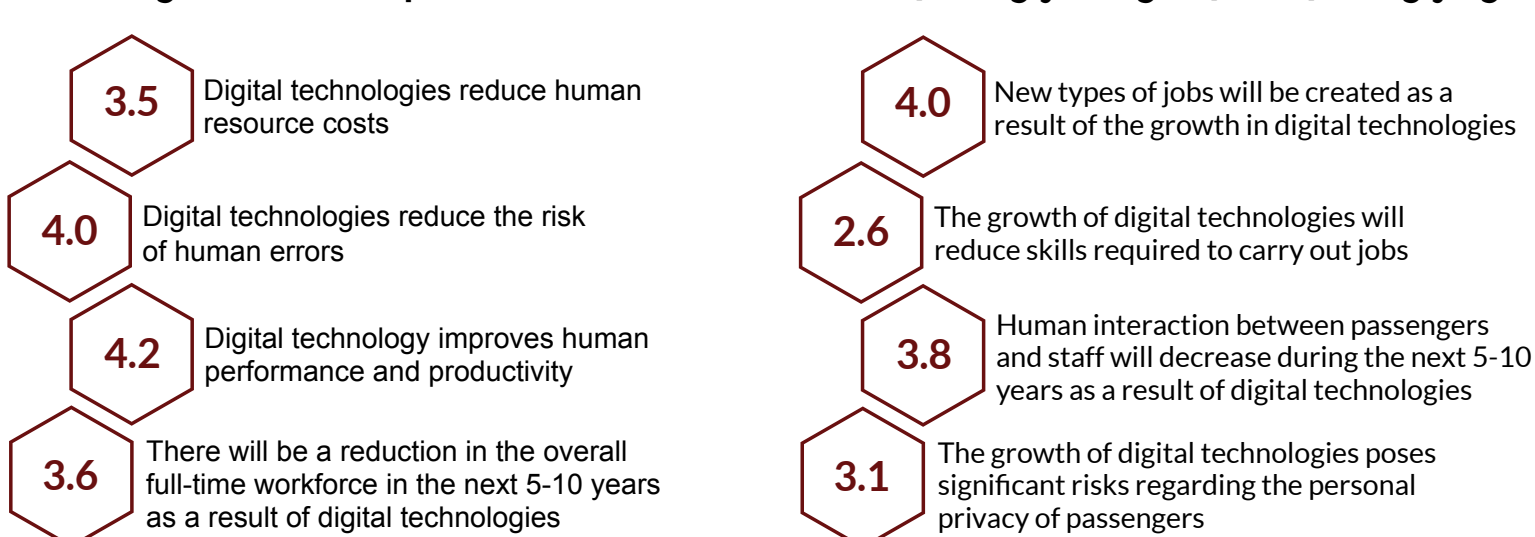 3.5
Digital technologies reduce human
resource costs
4.0
Digital technologies reduce the risk
of human errors
4.2
Digital technology improves human
performance and productivity
3.6
There will be a reduction in the overall
full-time workforce in the next 5-10 years
as a result of digital technologies
4.0
New types of jobs will be created as a
result of the growth in digital technologies
2.6
The growth of digital technologies will
reduce skills required to carry out jobs
3.8
Human interaction between passengers
and staff will decrease during the next 5-10
years as a result of digital technologies
3.1
The growth of digital technologies poses
significant risks regarding the personal
privacy of passengers